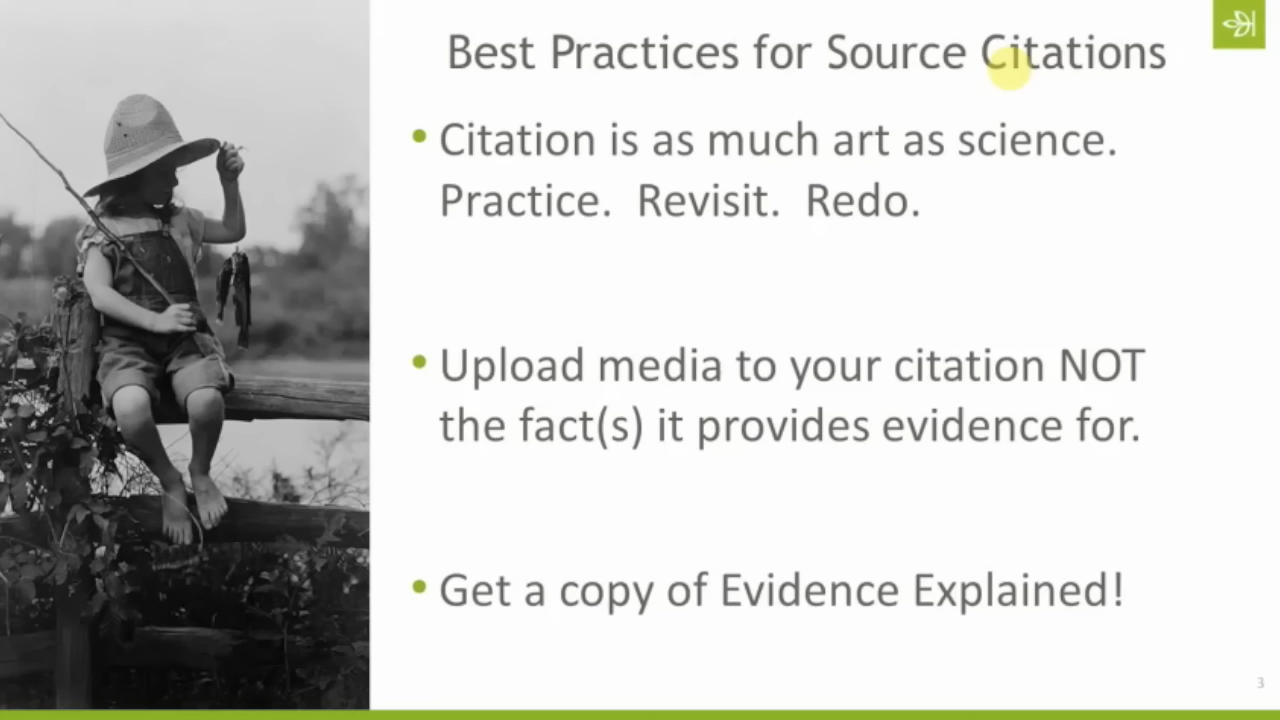 Best Practices for Source Citations
• Citation is as much art as science.
Practice.  Revisit.  Redo.
• Upload media to your citation NOT
the fact(s) it provides evidence for.
• Get a copy of Evidence Explained!
3